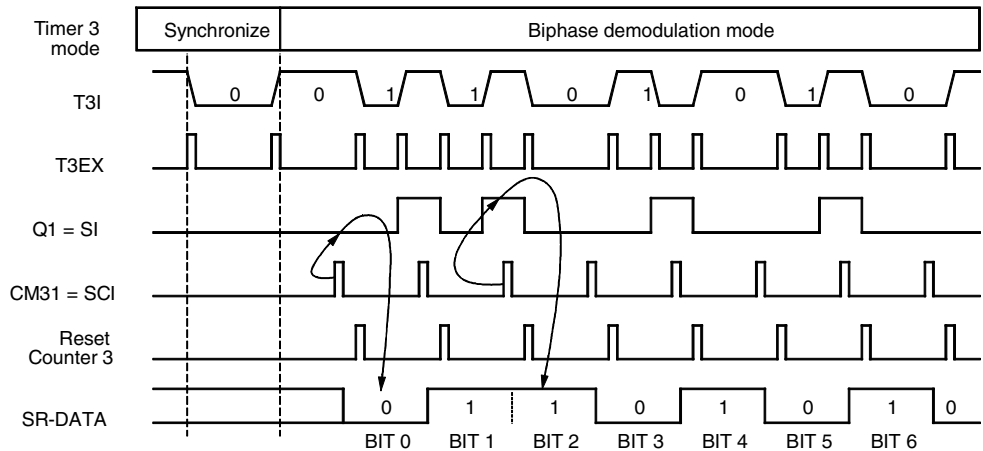 Timer 3
mode
Synchronize
Biphase demodulation mode
T3I
0 0 1 1 0 1 0 1 0
T3EX
Q1 = SI
CM31 = SCI
Reset
Counter 3
SR-DATA
0 1 1 0 1 0 1 0
BIT 0 BIT 1 BIT 2 BIT 3 BIT 4 BIT 5 BIT 6